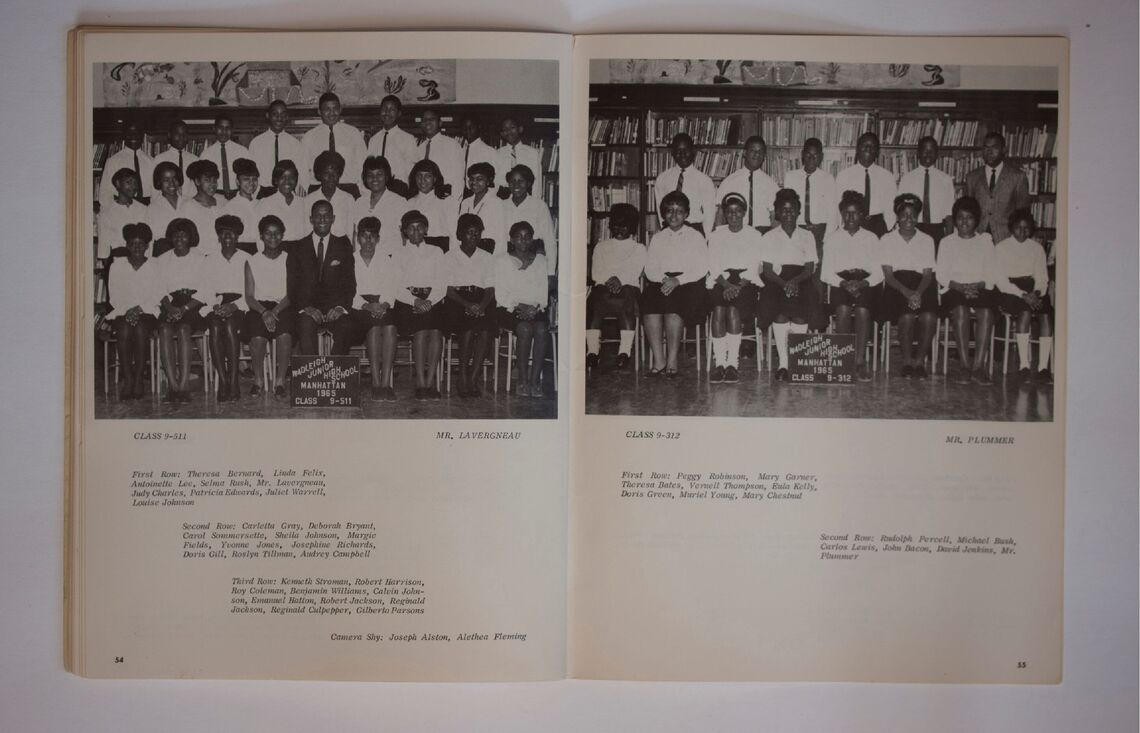 WADLEIGH
JUNIOR
HIGH
SCHOOL
MANHATTAN
1965
CLASS 9-511
CLASS 9-511
MR. LAVERGNEAU
First Row: Theresa Bernard, Linda Felix,
Antoinette Lee, Selma Rush, Mr. Lavergneau,
Judy Charles, Patricia Edwards, Juliet Warrell,
Louise Johnson
Second Row: Carletta Gray, Deborah Bryant,
Carol Sommersette, Sheila Johnson, Margie
Fields, Yvonne Jones, Josephine Richards,
Doris Gill, Roslyn Tillman, Audrey Campbell
Third Row: Kenneth Stroman, Robert Harrison,
Roy Coleman, Benjamin Williams, Calvin John-
son, Emanuel Hatton, Robert Jackson, Reginald
Jackson, Reginald Culpepper, Gilberto Parsons
Camera Shy: Joseph Alston, Alethea Fleming
54
WADLEIGH
JUNIOR
HIGH
SCHOOL
MANHATTAN
1965
CLASS 9-312
CLASS 9-312
MR. PLUMMER
First Row: Peggy Robinson, Mary Garner,
Theresa Bates, Vernell Thompson, Eula Kelly,
Doris Green, Muriel Young, Mary Chestnut
Second Row: Rudolph Percell, Michael Bush,
Carlos Lewis, John Bacon, David Jenkins, Mr.
Plummer
55